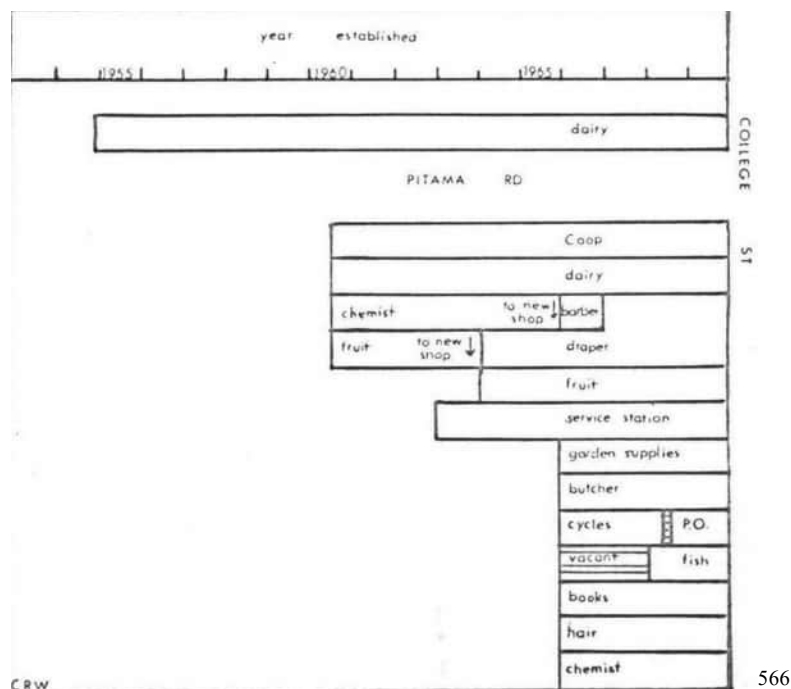 year established
1955 1960 1965
dairy
COLLEGE ST
PITAMA RD
Coop
dairy
chemist to new shop barber
fruit to new shop draper
fruit
service station
garden supplies
butcher
cycles P.O.
vacant fish
books
hair
chemist
CRW
566